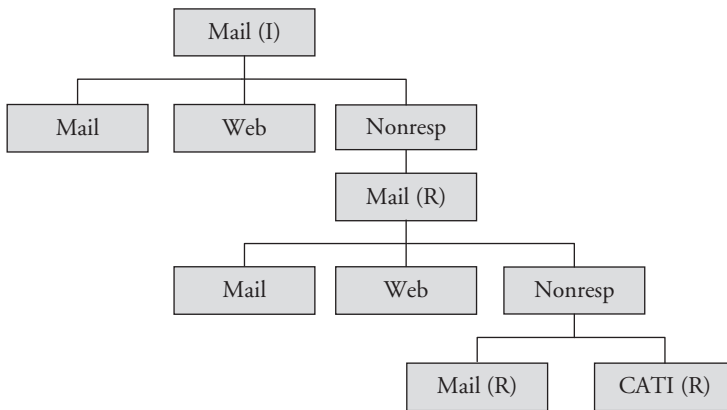 Mail (I)
Mail
Web
Nonresp
Mail (R)
Mail
Web
Nonresp
Mail (R)
CATI (R)